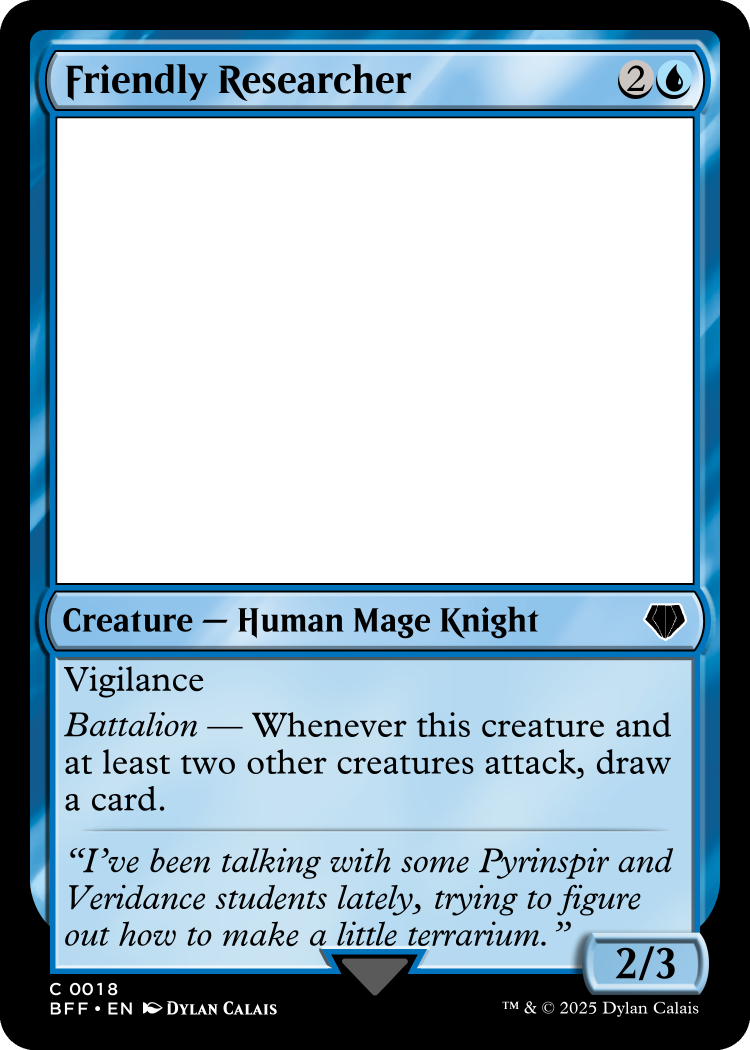 Friendly Researcher 2
Creature — Human Mage Knight
Vigilance
Battalion — Whenever this creature and
at least two other creatures attack, draw
a card.
“I’ve been talking with some Pyrinspir and
Veridance students lately, trying to figure
out how to make a little terrarium.”
2/3
C 0018
BFF • EN Dylan Calais
™ & © 2025 Dylan Calais